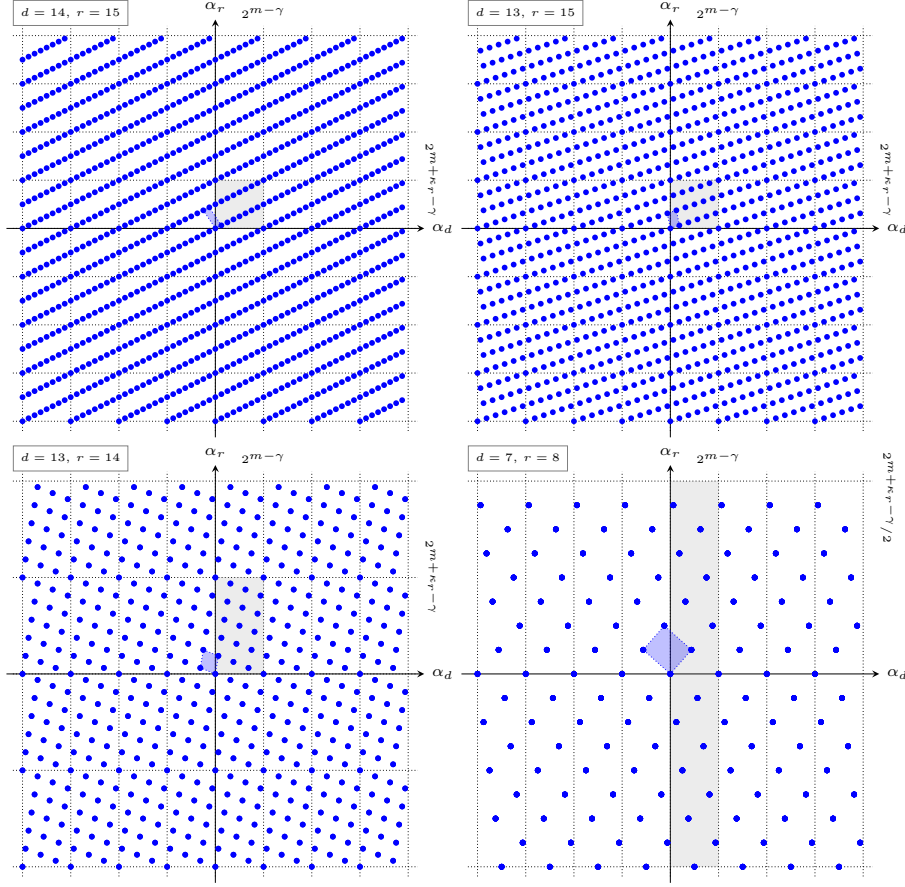 d = 14, r = 15
α_r
2^{m−γ}
2^{m+κ_r−γ}
α_d
d = 13, r = 15
α_r
2^{m−γ}
2^{m+κ_r−γ}
α_d
d = 13, r = 14
α_r
2^{m−γ}
2^{m+κ_r−γ}
α_d
d = 7, r = 8
α_r
2^{m−γ}
2^{m+κ_r−γ/2}
α_d